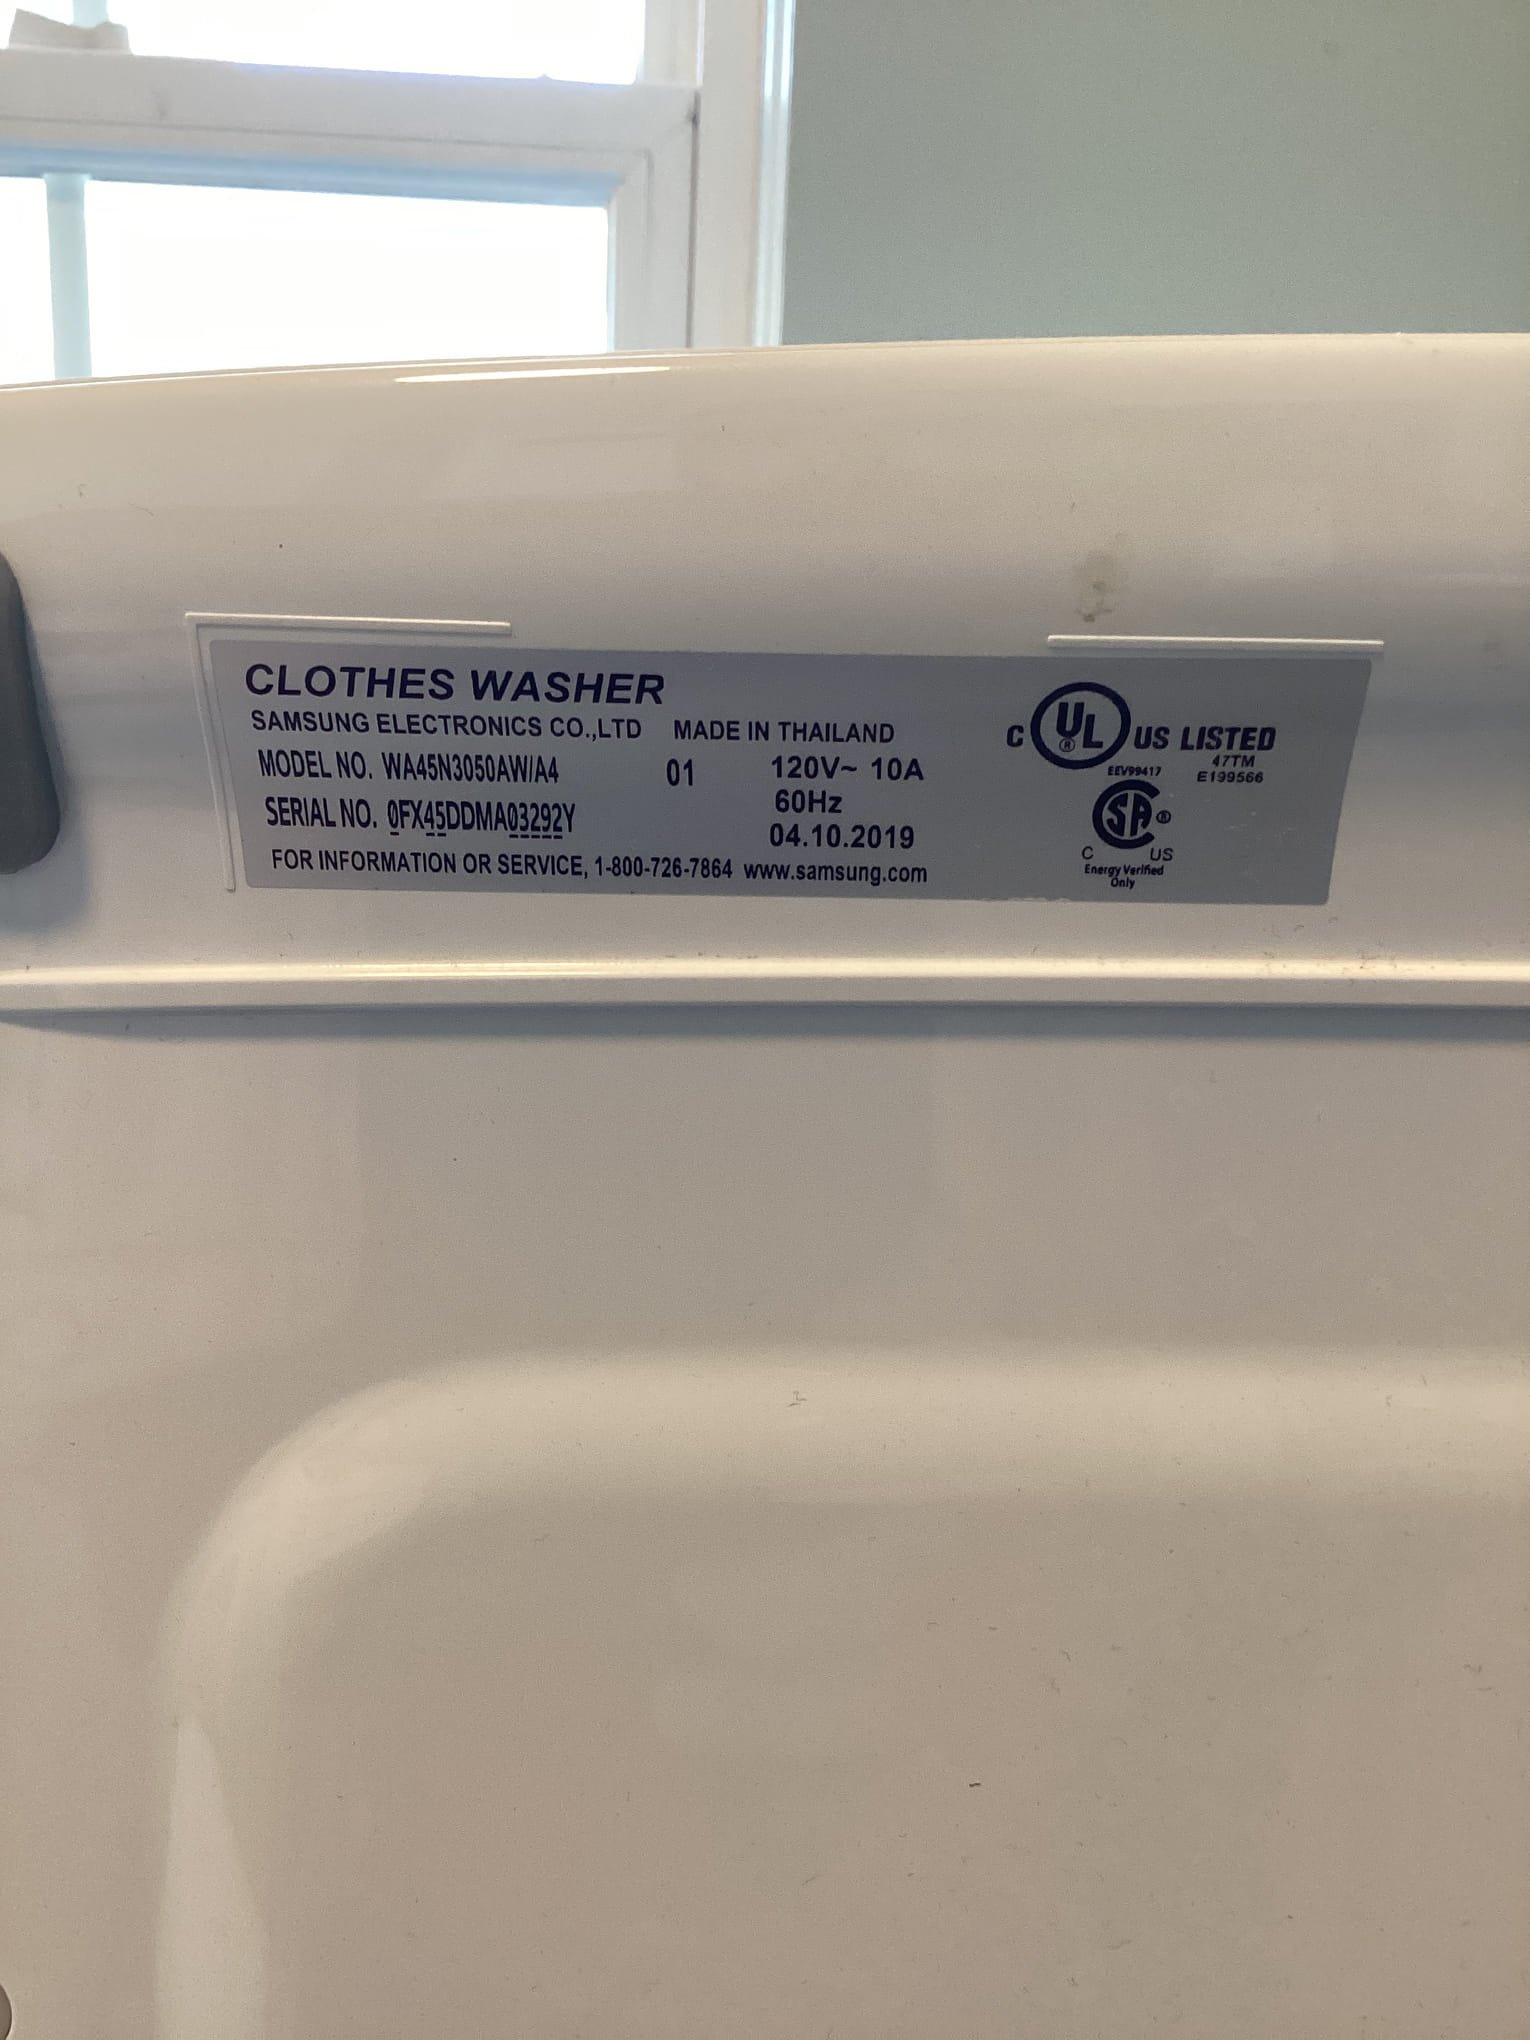 CLOTHES WASHER
SAMSUNG ELECTRONICS CO.,LTD MADE IN THAILAND
MODEL NO. WA45N3050AW/A4 01 120V~ 10A
SERIAL NO. 0FX45DDMA03292Y 60Hz
04.10.2019
FOR INFORMATION OR SERVICE, 1-800-726-7864 www.samsung.com
C UL ® US LISTED
47TM
EEV99417 E199566
SA ®
C US
Energy Verified
Only